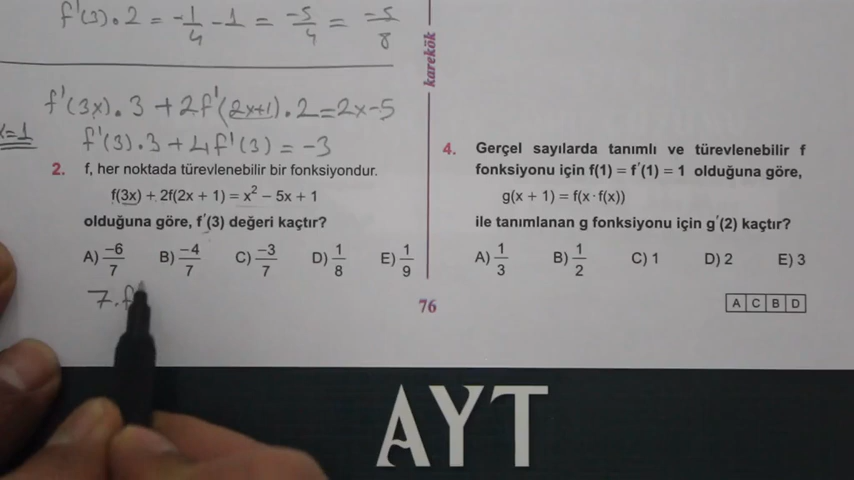 f'(3).2 = -1/4 - 1 = -5/4 = -5/8
f'(3x).3 + 2f'(2x+1).2=2x-5
x=1
f'(3).3 + 4f'(3) = -3
2. f, her noktada türevlenebilir bir fonksiyondur.
f(3x) + 2f(2x + 1) = x² – 5x + 1
olduğuna göre, f'(3) değeri kaçtır?
A) -6/7 B) -4/7 C) -3/7 D) 1/8 E) 1/9
7.f
karekök
4. Gerçel sayılarda tanımlı ve türevlenebilir f
fonksiyonu için f(1) = f'(1) = 1 olduğuna göre,
g(x + 1) = f(x · f(x))
ile tanımlanan g fonksiyonu için g'(2) kaçtır?
A) 1/3 B) 1/2 C) 1 D) 2 E) 3
76
A C B D
AYT